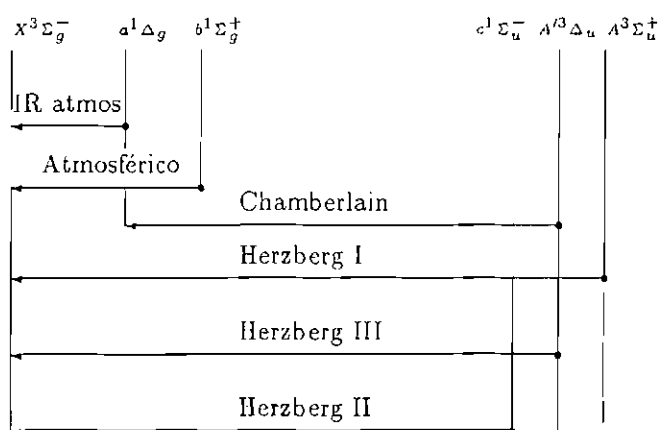 X³Σg⁻ a¹Δg b¹Σg⁺ c¹Σu⁻ A′³Δu A³Σu⁺
IR atmos
Atmosférico
Chamberlain
Herzberg I
Herzberg III
Herzberg II